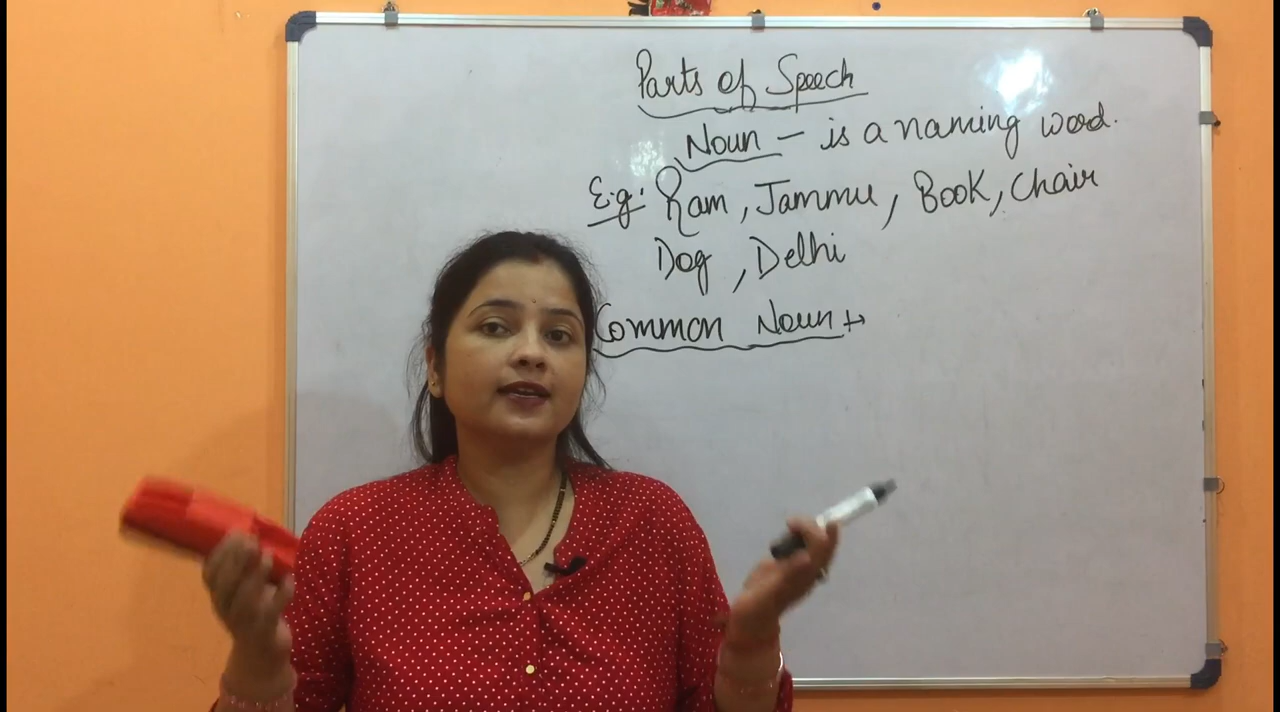 Parts of Speech
Noun – is a naming word.
E.g: Ram, Jammu, Book, Chair
Dog, Delhi
Common Noun →